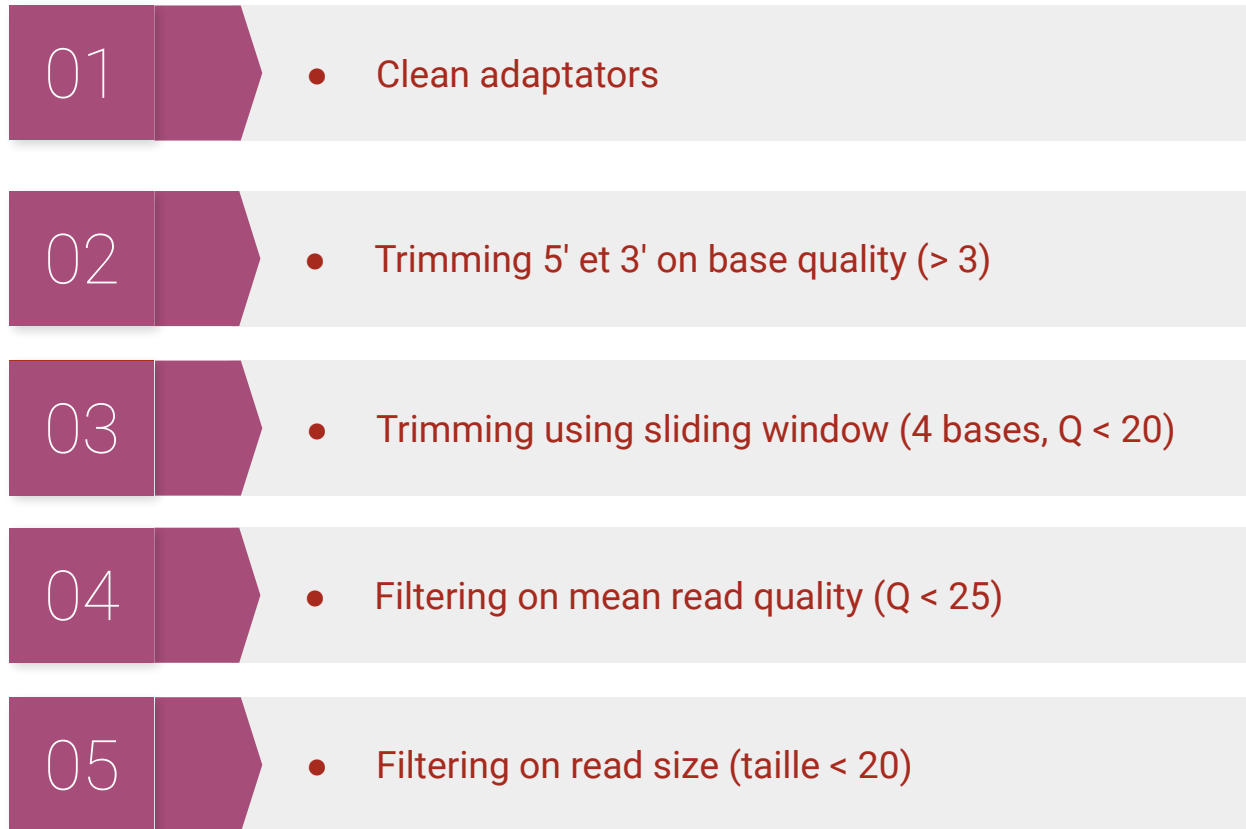 01
● Clean adaptators
02
● Trimming 5' et 3' on base quality (> 3)
03
● Trimming using sliding window (4 bases, Q < 20)
04
● Filtering on mean read quality (Q < 25)
05
● Filtering on read size (taille < 20)